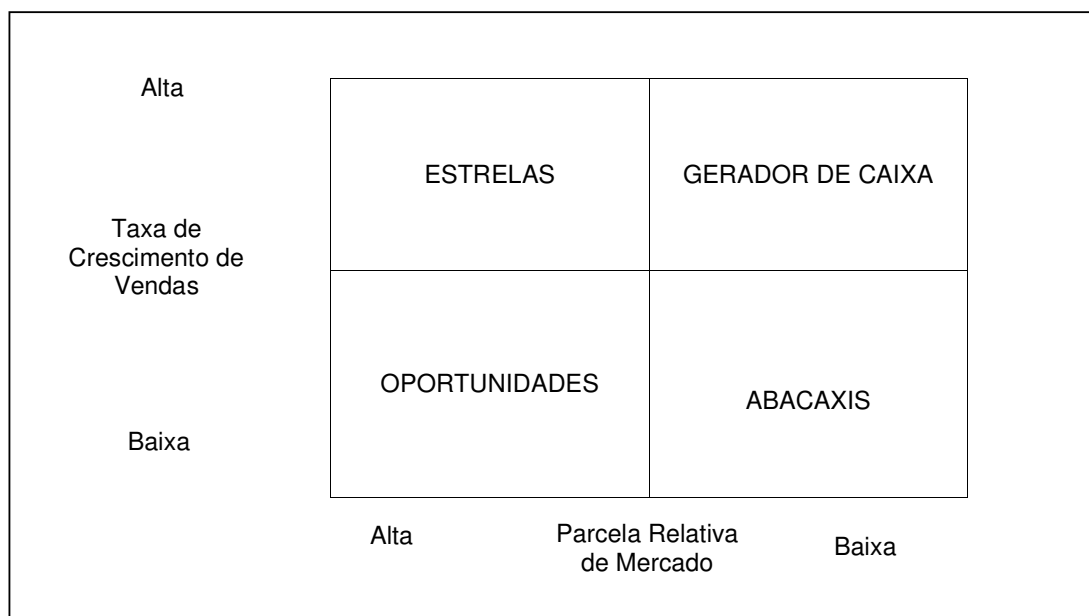 Alta
ESTRELAS
GERADOR DE CAIXA
Taxa de
Crescimento de
Vendas
OPORTUNIDADES
ABACAXIS
Baixa
Alta
Parcela Relativa
de Mercado
Baixa